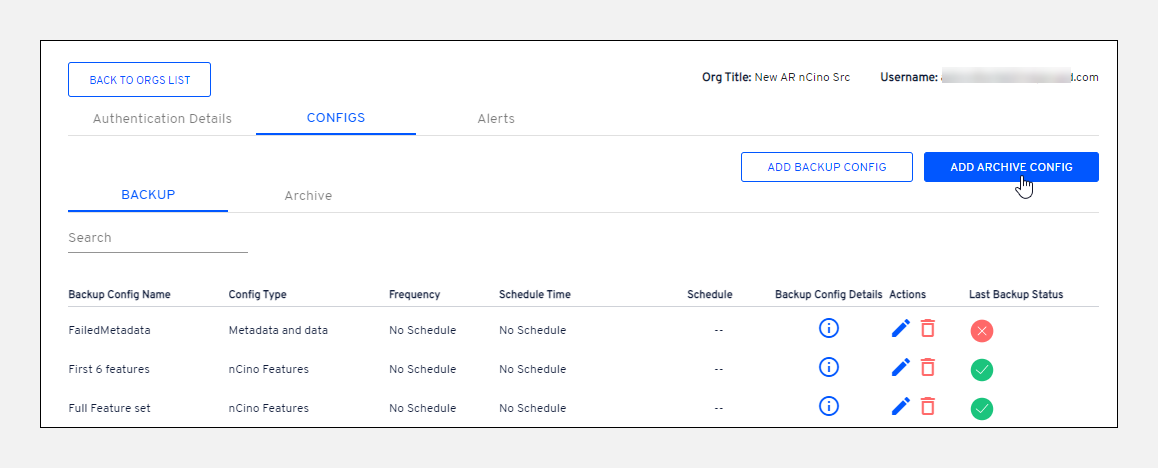 BACK TO ORGS LIST
Org Title: New AR nCino Src Username: d.com
Authentication Details CONFIGS Alerts
ADD BACKUP CONFIG ADD ARCHIVE CONFIG
BACKUP Archive
Search
Backup Config Name Config Type Frequency Schedule Time Schedule Backup Config Details Actions Last Backup Status
FailedMetadata Metadata and data No Schedule No Schedule --
First 6 features nCino Features No Schedule No Schedule --
Full Feature set nCino Features No Schedule No Schedule --